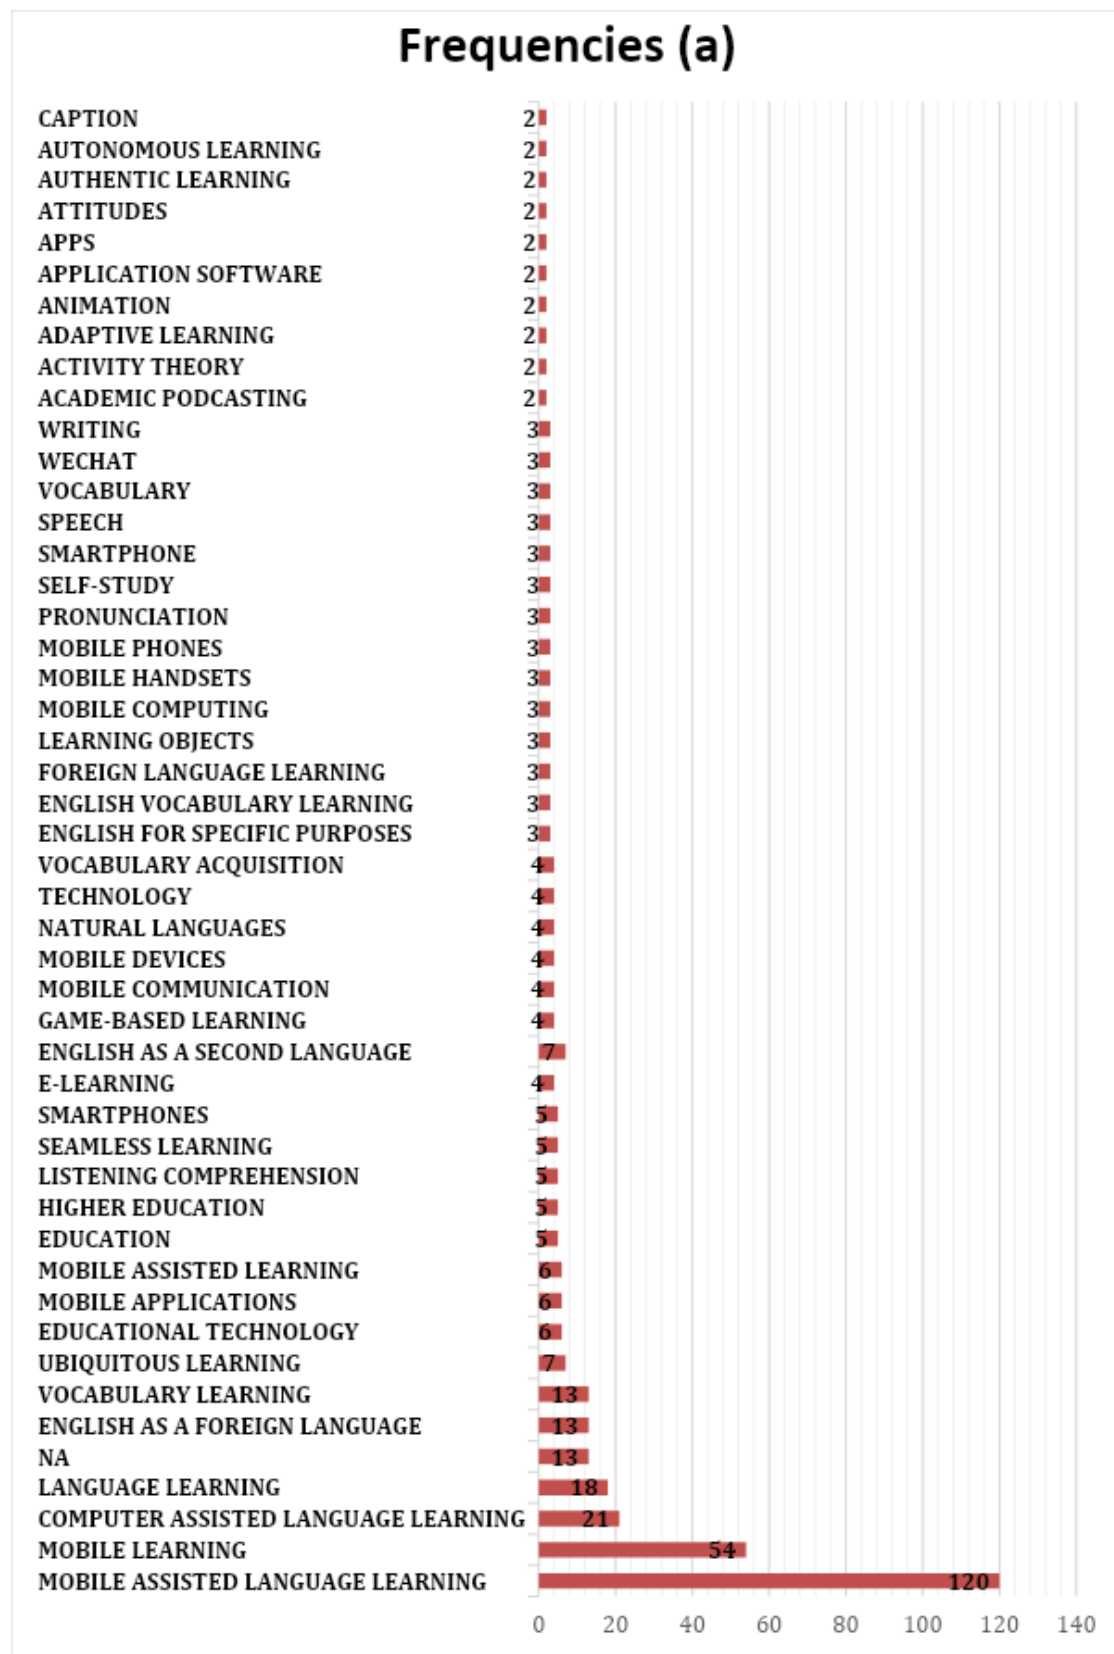 Frequencies (a)
CAPTION 2
AUTONOMOUS LEARNING 2
AUTHENTIC LEARNING 2
ATTITUDES 2
APPS 2
APPLICATION SOFTWARE 2
ANIMATION 2
ADAPTIVE LEARNING 2
ACTIVITY THEORY 2
ACADEMIC PODCASTING 2
WRITING 3
WECHAT 3
VOCABULARY 3
SPEECH 3
SMARTPHONE 3
SELF-STUDY 3
PRONUNCIATION 3
MOBILE PHONES 3
MOBILE HANDSETS 3
MOBILE COMPUTING 3
LEARNING OBJECTS 3
FOREIGN LANGUAGE LEARNING 3
ENGLISH VOCABULARY LEARNING 3
ENGLISH FOR SPECIFIC PURPOSES 3
VOCABULARY ACQUISITION 4
TECHNOLOGY 4
NATURAL LANGUAGES 4
MOBILE DEVICES 4
MOBILE COMMUNICATION 4
GAME-BASED LEARNING 4
ENGLISH AS A SECOND LANGUAGE 7
E-LEARNING 4
SMARTPHONES 5
SEAMLESS LEARNING 5
LISTENING COMPREHENSION 5
HIGHER EDUCATION 5
EDUCATION 5
MOBILE ASSISTED LEARNING 6
MOBILE APPLICATIONS 6
EDUCATIONAL TECHNOLOGY 6
UBIQUITOUS LEARNING 7
VOCABULARY LEARNING 13
ENGLISH AS A FOREIGN LANGUAGE 13
NA 13
LANGUAGE LEARNING 18
COMPUTER ASSISTED LANGUAGE LEARNING 21
MOBILE LEARNING 54
MOBILE ASSISTED LANGUAGE LEARNING 120
0 20 40 60 80 100 120 140